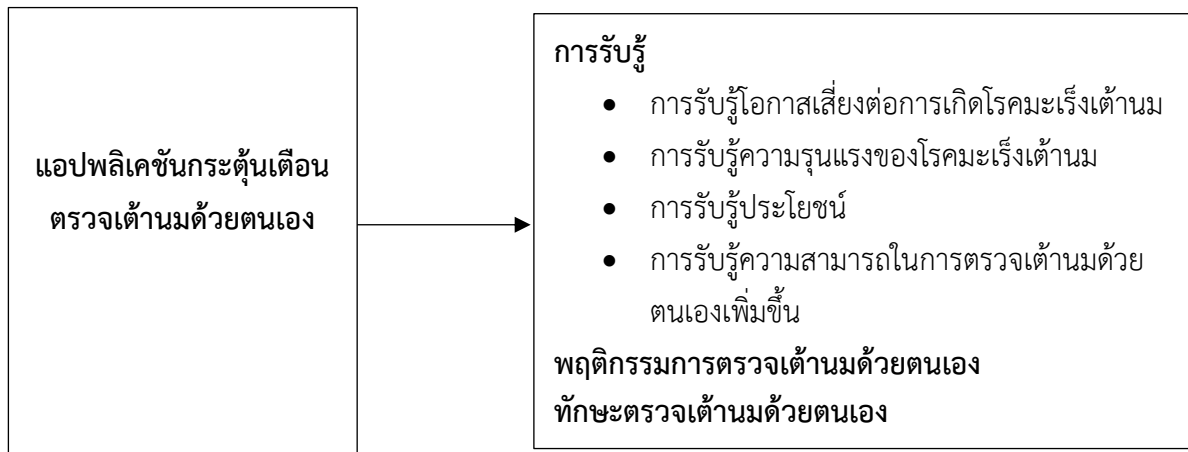 แอปพลิเคชันกระตุ้นเตือน
ตรวจเต้านมด้วยตนเอง
การรับรู้
• การรับรู้โอกาสเสี่ยงต่อการเกิดโรคมะเร็งเต้านม
• การรับรู้ความรุนแรงของโรคมะเร็งเต้านม
• การรับรู้ประโยชน์
• การรับรู้ความสามารถในการตรวจเต้านมด้วย
ตนเองเพิ่มขึ้น
พฤติกรรมการตรวจเต้านมด้วยตนเอง
ทักษะตรวจเต้านมด้วยตนเอง